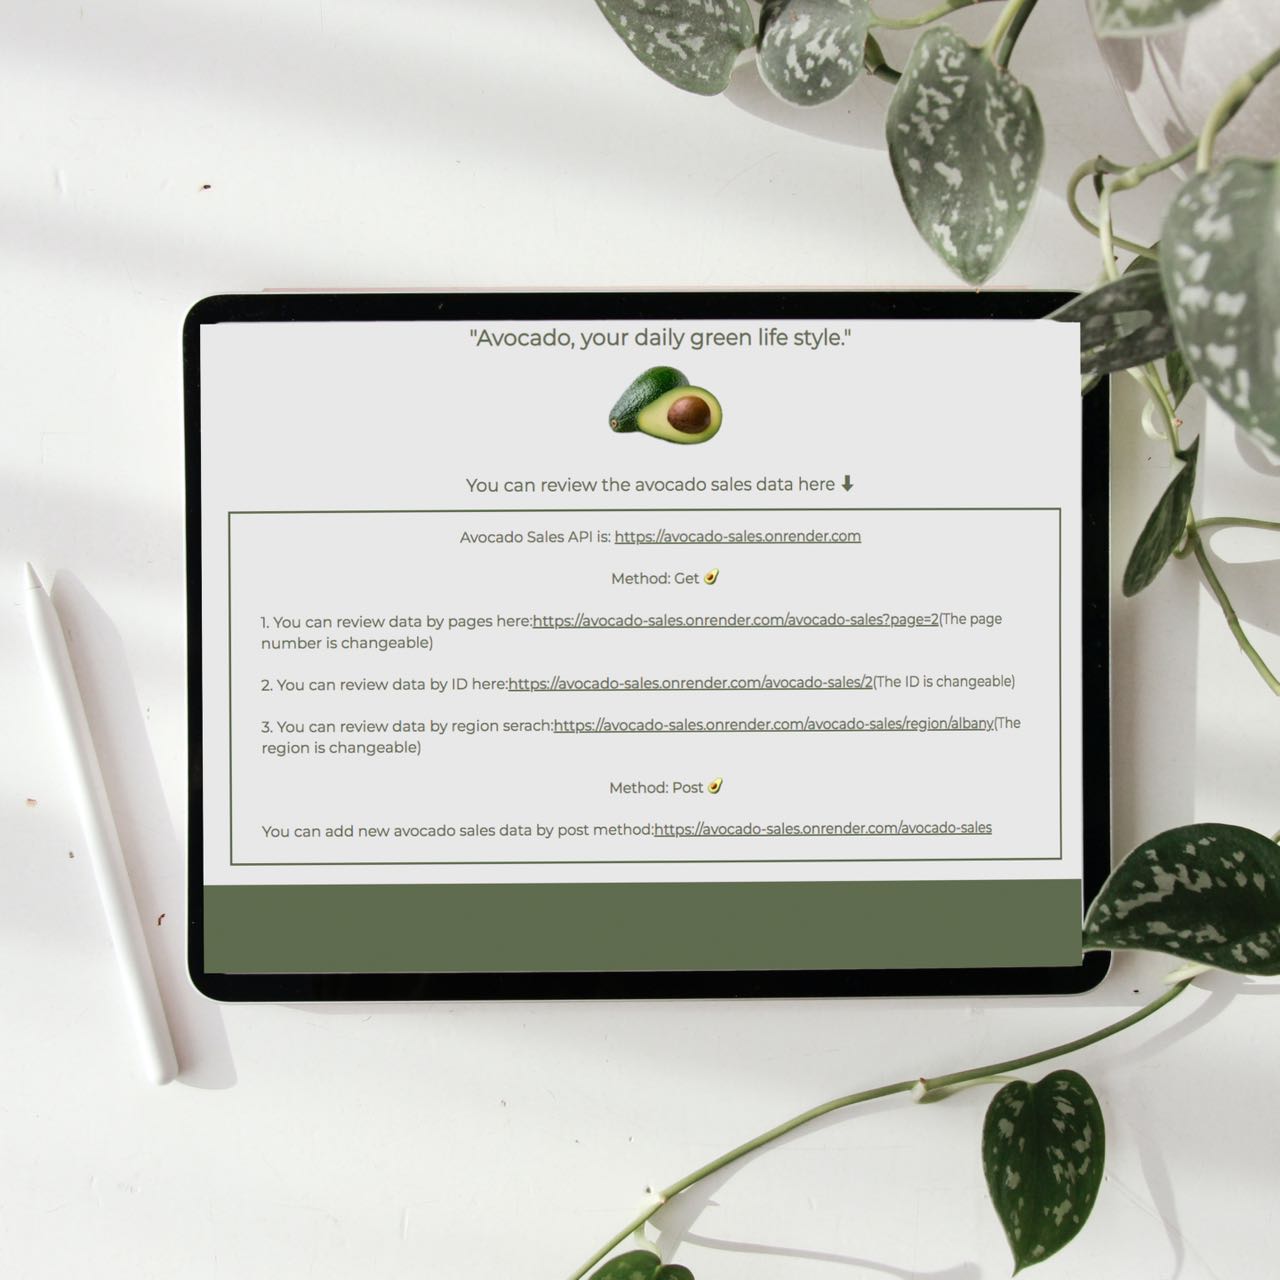 "Avocado, your daily green life style."
You can review the avocado sales data here ⬇
Avocado Sales API is: https://avocado-sales.onrender.com
Method: Get 🥑
1. You can review data by pages here:https://avocado-sales.onrender.com/avocado-sales?page=2(The page
number is changeable)
2. You can review data by ID here:https://avocado-sales.onrender.com/avocado-sales/2(The ID is changeable)
3. You can review data by region serach:https://avocado-sales.onrender.com/avocado-sales/region/albany(The
region is changeable)
Method: Post 🥑
You can add new avocado sales data by post method:https://avocado-sales.onrender.com/avocado-sales